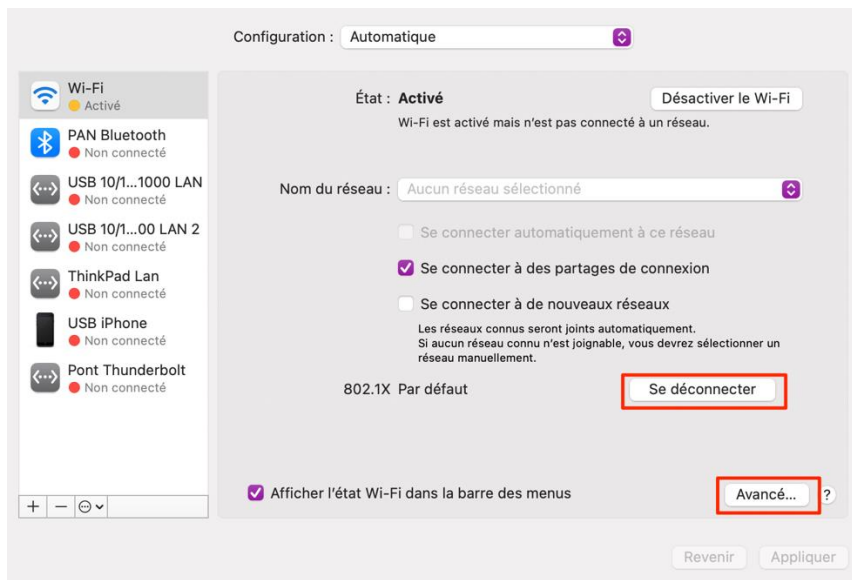 Configuration : Automatique
Wi-Fi
Activé
PAN Bluetooth
Non connecté
USB 10/1...1000 LAN
Non connecté
USB 10/1...00 LAN 2
Non connecté
ThinkPad Lan
Non connecté
USB iPhone
Non connecté
Pont Thunderbolt
Non connecté
État : Activé
Désactiver le Wi-Fi
Wi-Fi est activé mais n'est pas connecté à un réseau.
Nom du réseau : Aucun réseau sélectionné
Se connecter automatiquement à ce réseau
Se connecter à des partages de connexion
Se connecter à de nouveaux réseaux
Les réseaux connus seront joints automatiquement.
Si aucun réseau connu n'est joignable, vous devrez sélectionner un
réseau manuellement.
802.1X Par défaut
Se déconnecter
Afficher l'état Wi-Fi dans la barre des menus
Avancé...
?
Revenir
Appliquer